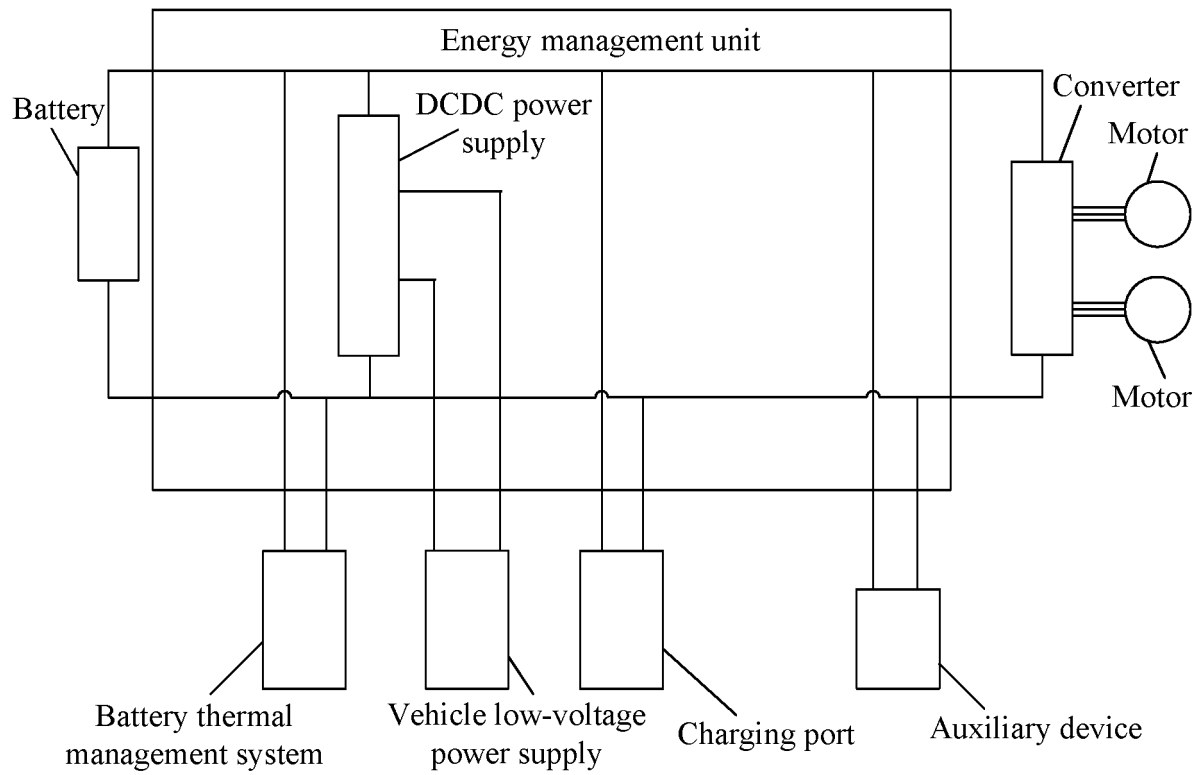 Energy management unit
Battery
DCDC power
supply
Converter
Motor
Motor
Battery thermal
management system
Vehicle low-voltage
power supply
Charging port
Auxiliary device